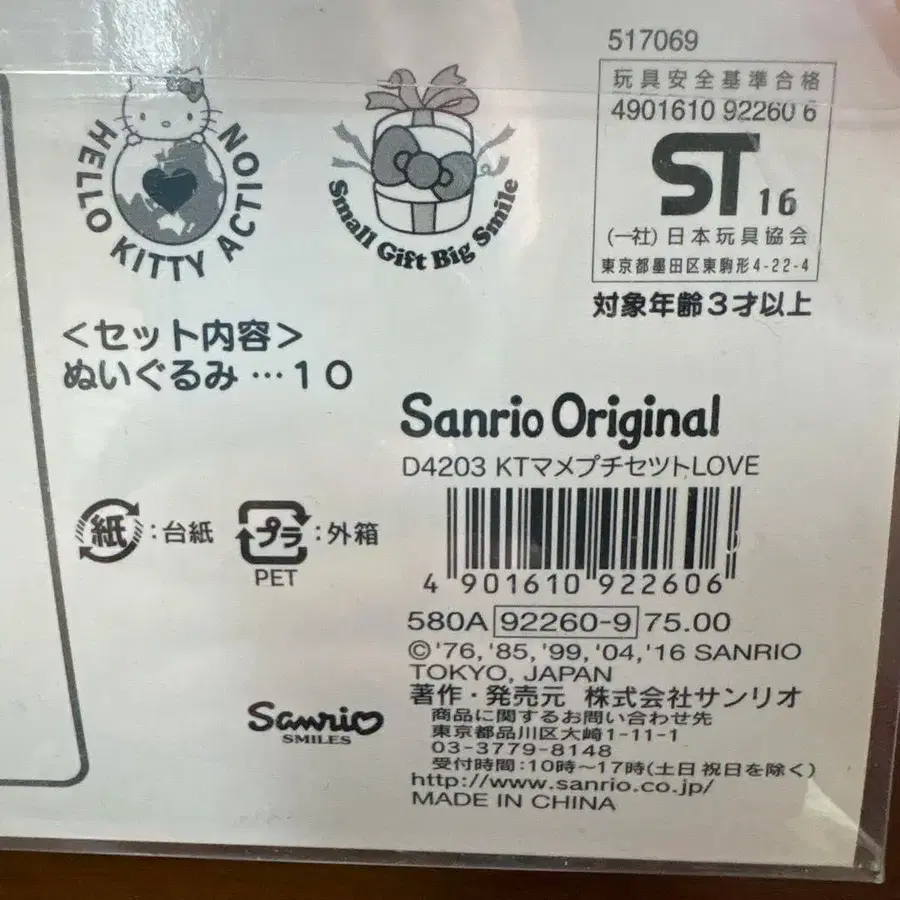 HELLO KITTY ACTION
Small Gift Big Smile
517069
玩具安全基準合格
4901610 92260 6
ST 16
(一社)日本玩具協会
東京都墨田区東駒形4-22-4
対象年齢3才以上
<セット内容>
ぬいぐるみ…10
Sanrio Original
D4203 KTマメプチセットLOVE
紙:台紙
プラ:外箱
PET
4 901610 922606
580A 92260-9 75.00
©'76,'85,'99,'04,'16 SANRIO
TOKYO, JAPAN
著作・発売元 株式会社サンリオ
商品に関するお問い合わせ先
東京都品川区大崎1-11-1
03-3779-8148
受付時間:10時〜17時(土日祝日を除く)
http://www.sanrio.co.jp/
MADE IN CHINA
Sanrio
SMILES